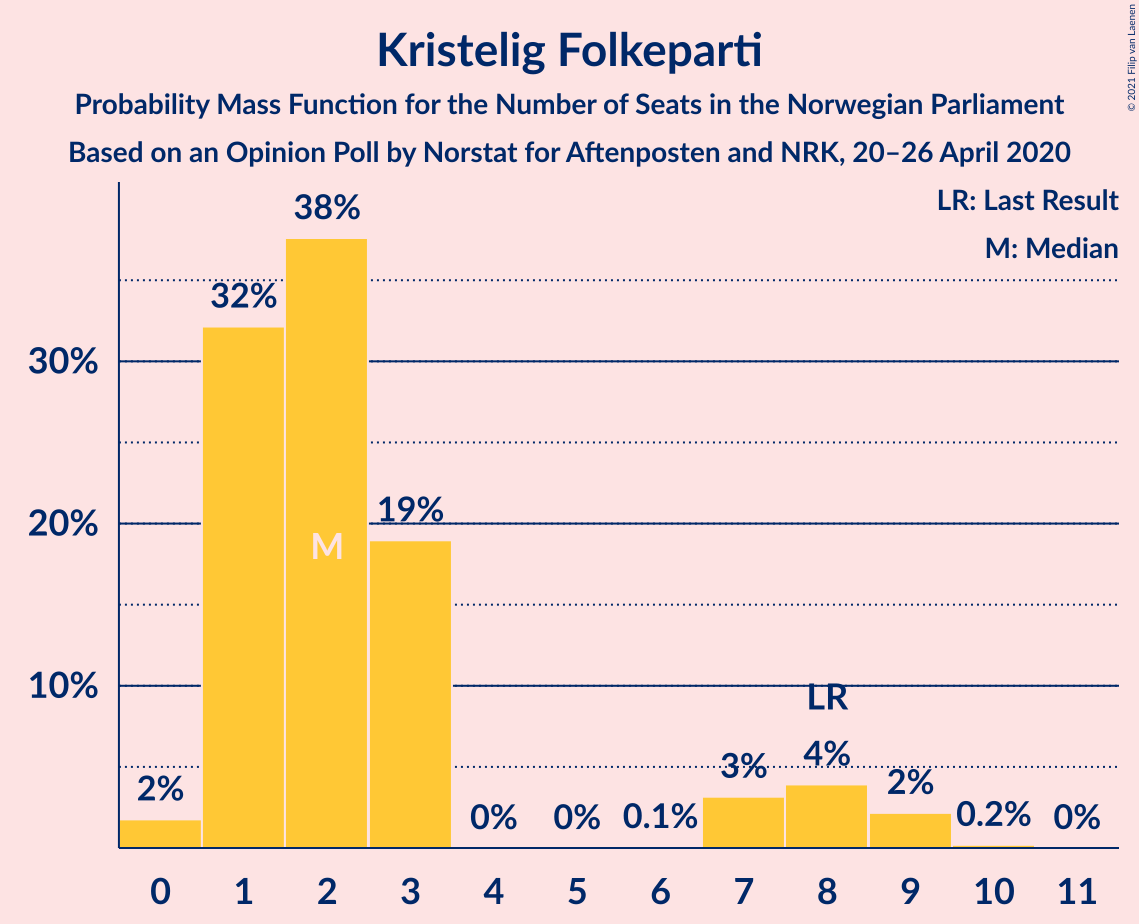 Kristelig Folkeparti
Probability Mass Function for the Number of Seats in the Norwegian Parliament
Based on an Opinion Poll by Norstat for Aftenposten and NRK, 20–26 April 2020
© 2021 Filip van Laenen
LR: Last Result
M: Median
38%
32%
30%
19%
20%
M
10%
LR
4%
3%
2%
2%
0% 0% 0.1% 0.2% 0%
0 1 2 3 4 5 6 7 8 9 10 11